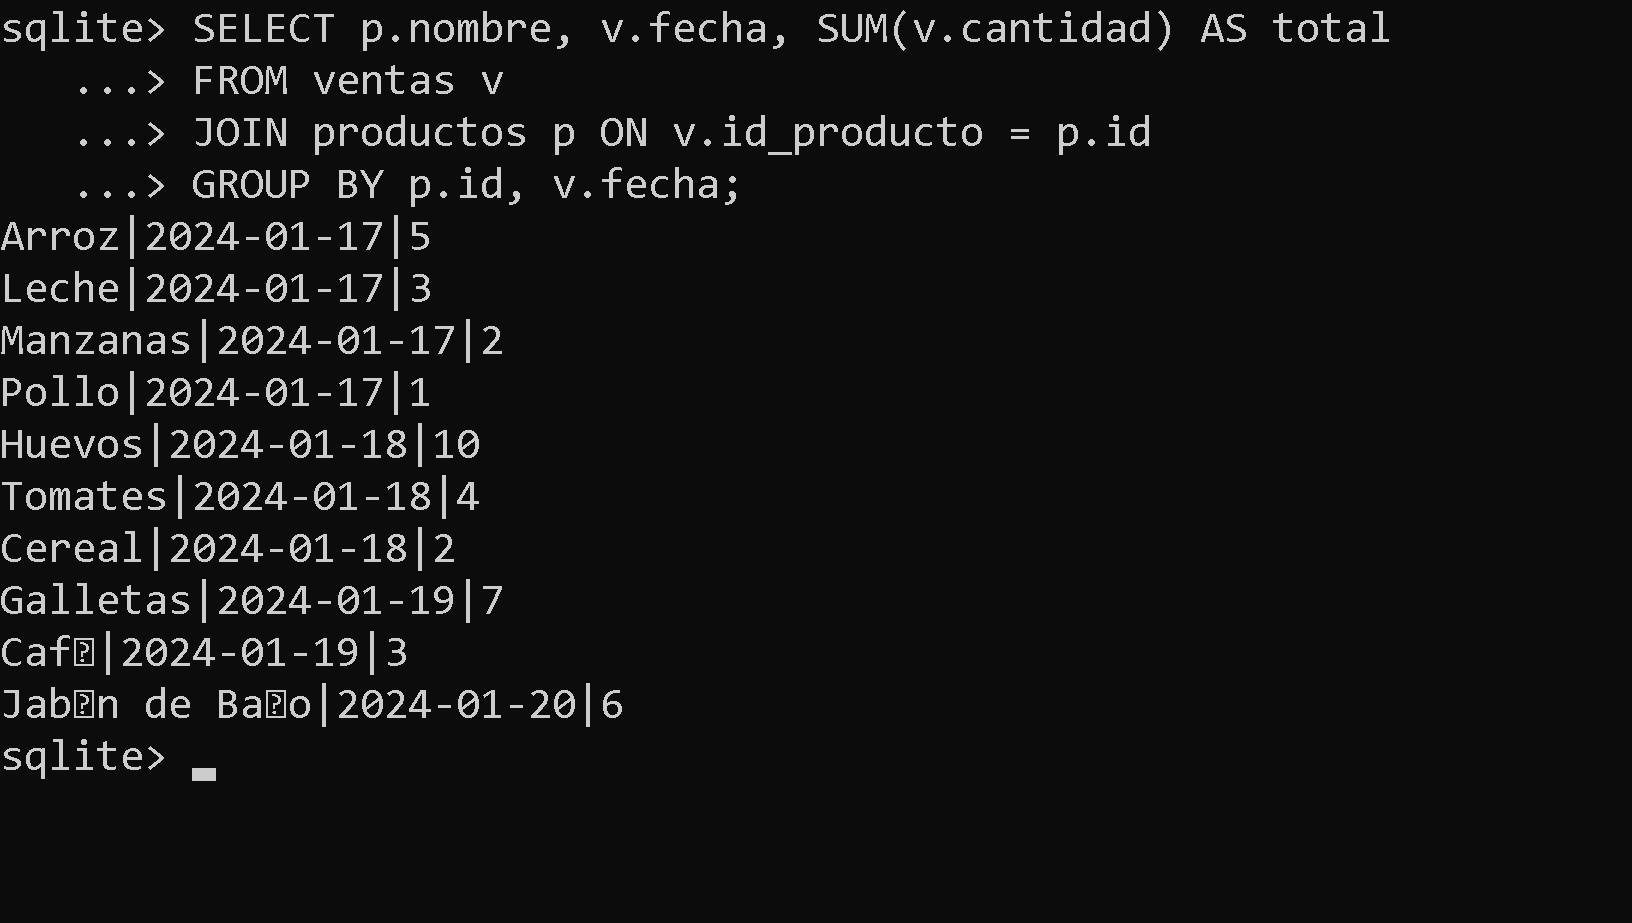 sqlite> SELECT p.nombre, v.fecha, SUM(v.cantidad) AS total
...> FROM ventas v
...> JOIN productos p ON v.id_producto = p.id
...> GROUP BY p.id, v.fecha;
Arroz|2024-01-17|5
Leche|2024-01-17|3
Manzanas|2024-01-17|2
Pollo|2024-01-17|1
Huevos|2024-01-18|10
Tomates|2024-01-18|4
Cereal|2024-01-18|2
Galletas|2024-01-19|7
Caf�|2024-01-19|3
Jab�n de Ba�o|2024-01-20|6
sqlite>